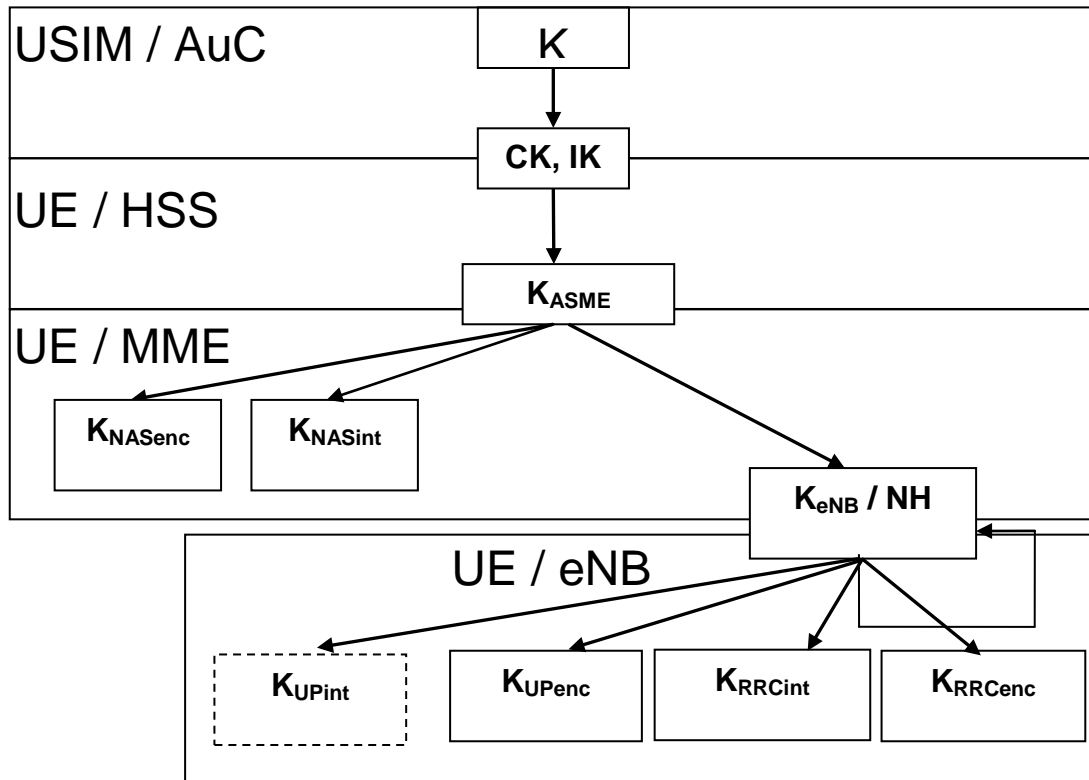 USIM / AuC
K
CK, IK
UE / HSS
KASME
UE / MME
KNASenc
KNASint
KeNB / NH
UE / eNB
KUPint
KUPenc
KRRCint
KRRCenc